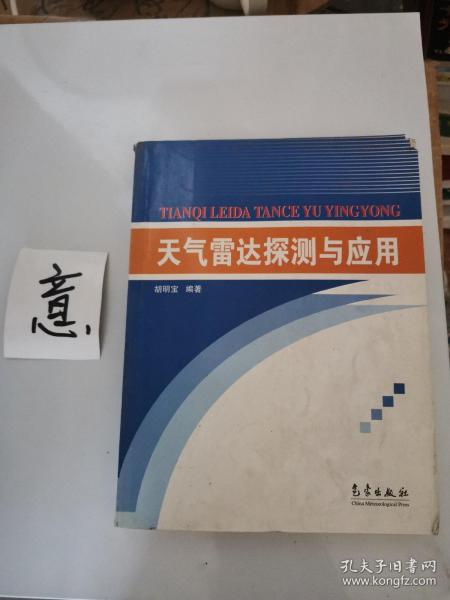 TIANQI LEIDA TANCE YU YINGYONG
天气雷达探测与应用
胡明宝 编著
意
气象出版社
China Meteorological Press
孔夫子旧书网
www.kongfz.com